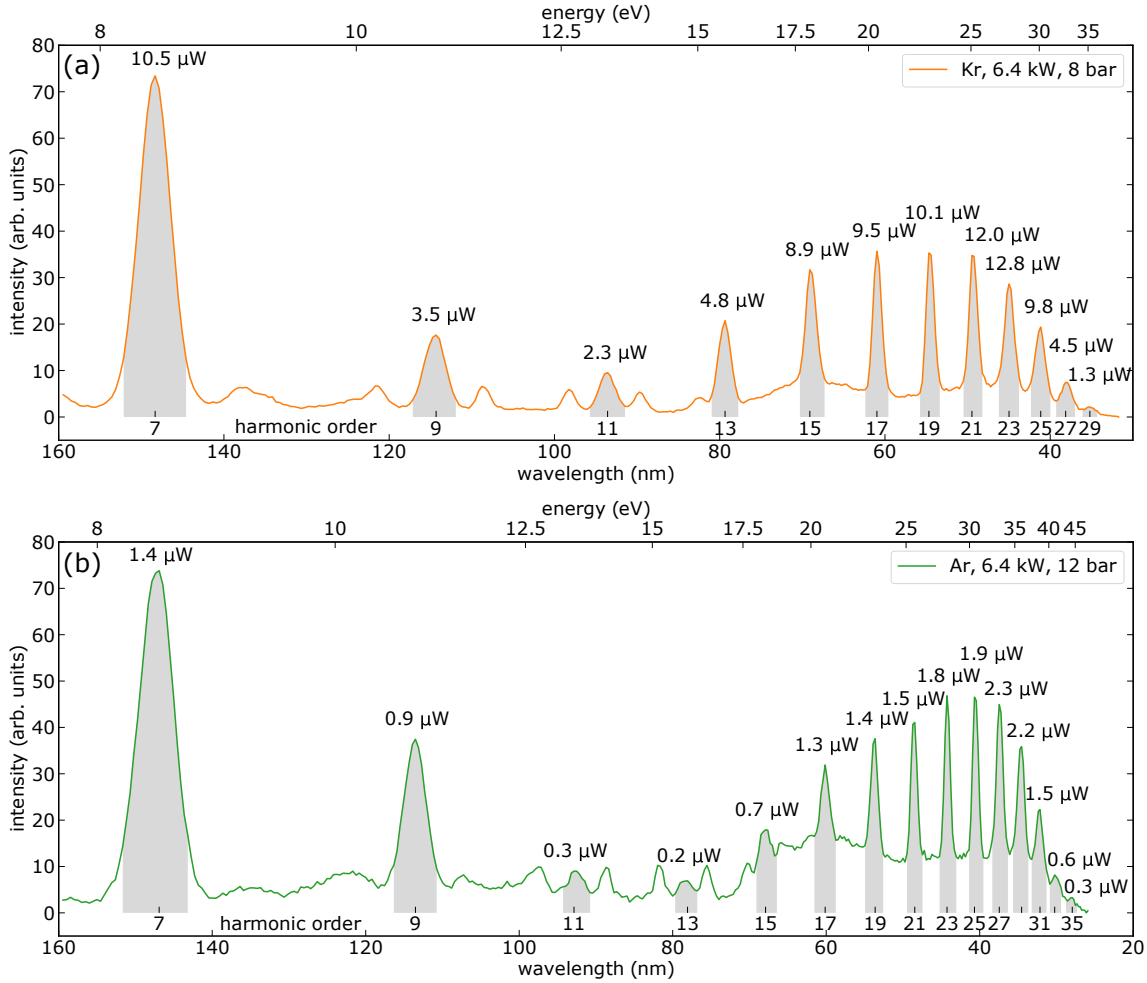 energy (eV)
8 10 12.5 15 17.5 20 25 30 35
(a)
Kr, 6.4 kW, 8 bar
10.5 µW
3.5 µW
2.3 µW
4.8 µW
8.9 µW
9.5 µW
10.1 µW
12.0 µW
12.8 µW
9.8 µW
4.5 µW
1.3 µW
intensity (arb. units)
80
70
60
50
40
30
20
10
0
7 harmonic order 9 11 13 15 17 19 21 23 25 27 29
160 140 120 100 80 60 40
wavelength (nm)
energy (eV)
8 10 12.5 15 17.5 20 25 30 35 40 45
(b)
Ar, 6.4 kW, 12 bar
1.4 µW
0.9 µW
0.3 µW
0.2 µW
0.7 µW
1.3 µW
1.4 µW
1.5 µW
1.8 µW
1.9 µW
2.3 µW
2.2 µW
1.5 µW
0.6 µW
0.3 µW
intensity (arb. units)
80
70
60
50
40
30
20
10
0
7 harmonic order 9 11 13 15 17 19 21 23 25 27 31 35
160 140 120 100 80 60 40 20
wavelength (nm)